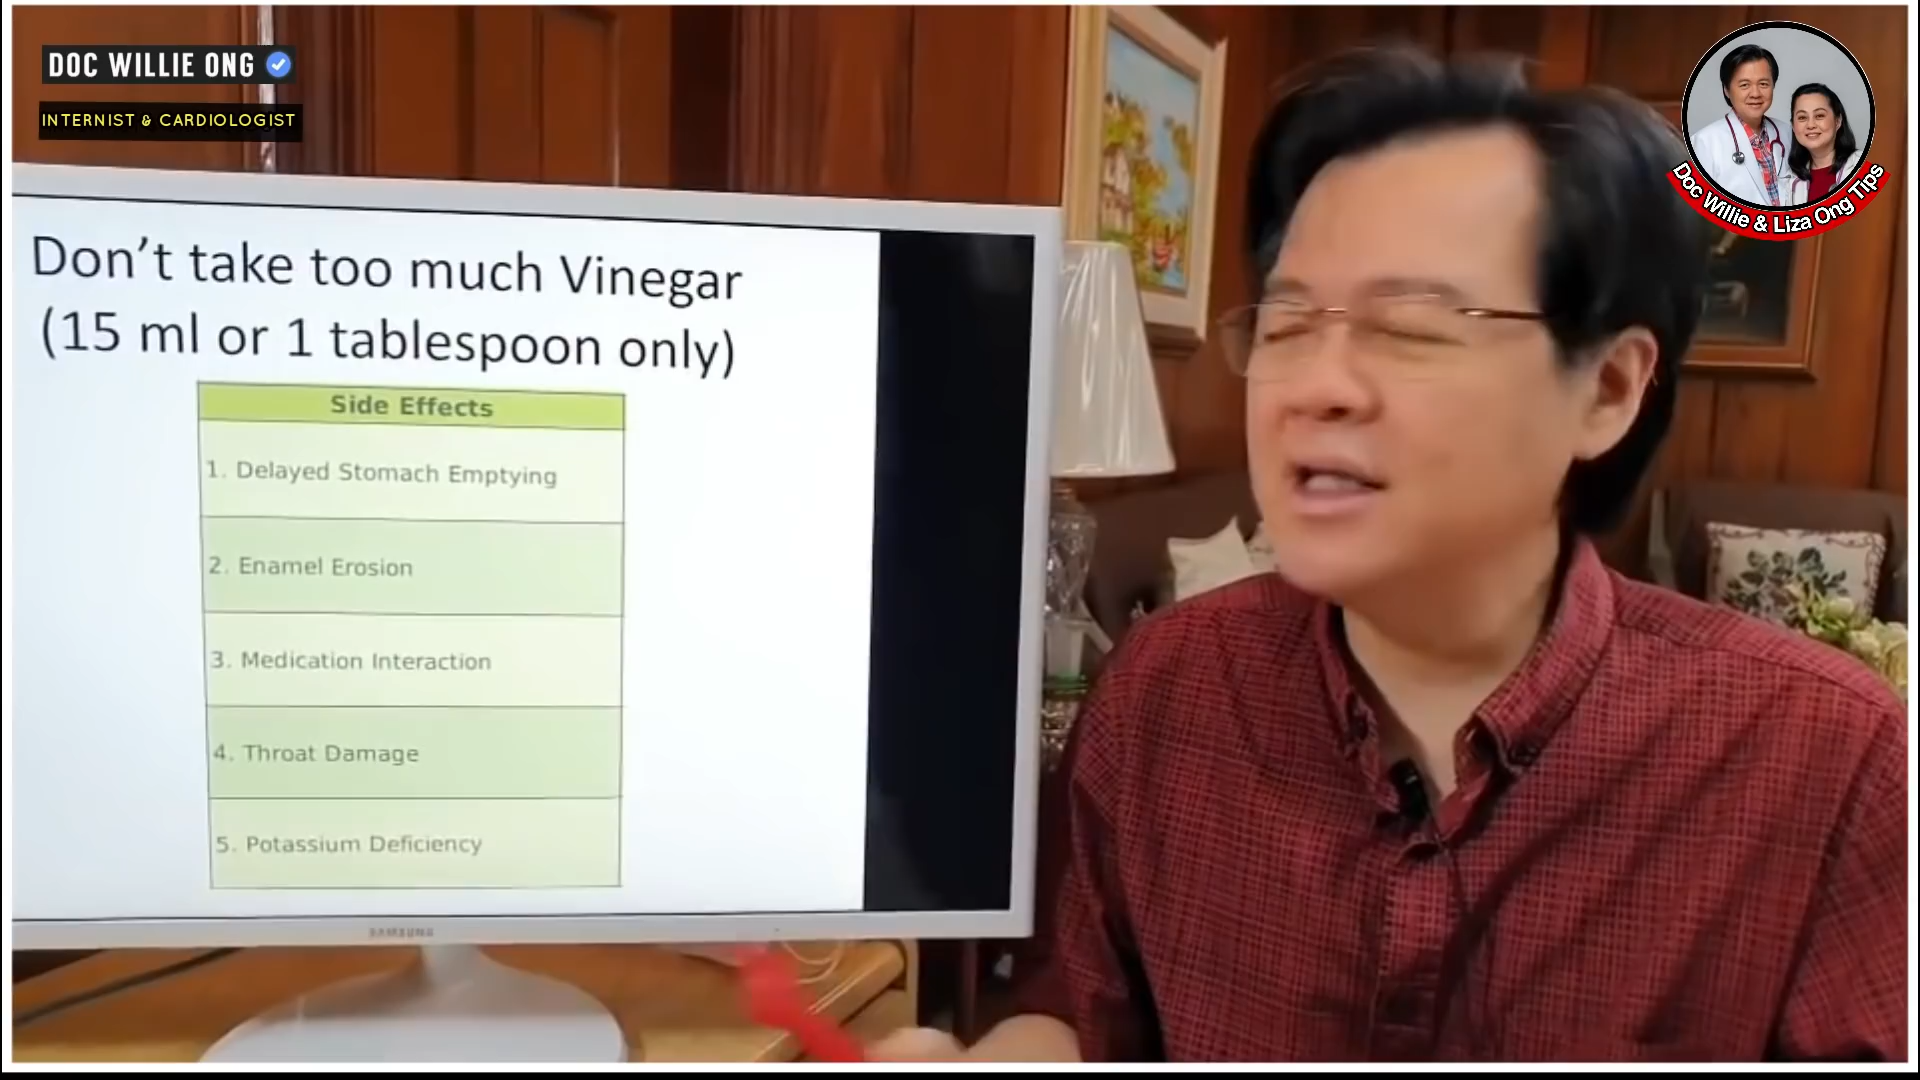 DOC WILLIE ONG
INTERNIST & CARDIOLOGIST
Doc Willie & Liza Ong Tips
Don't take too much Vinegar
(15 ml or 1 tablespoon only)
Side Effects
1. Delayed Stomach Emptying
2. Enamel Erosion
3. Medication Interaction
4. Throat Damage
5. Potassium Deficiency
SAMSUNG